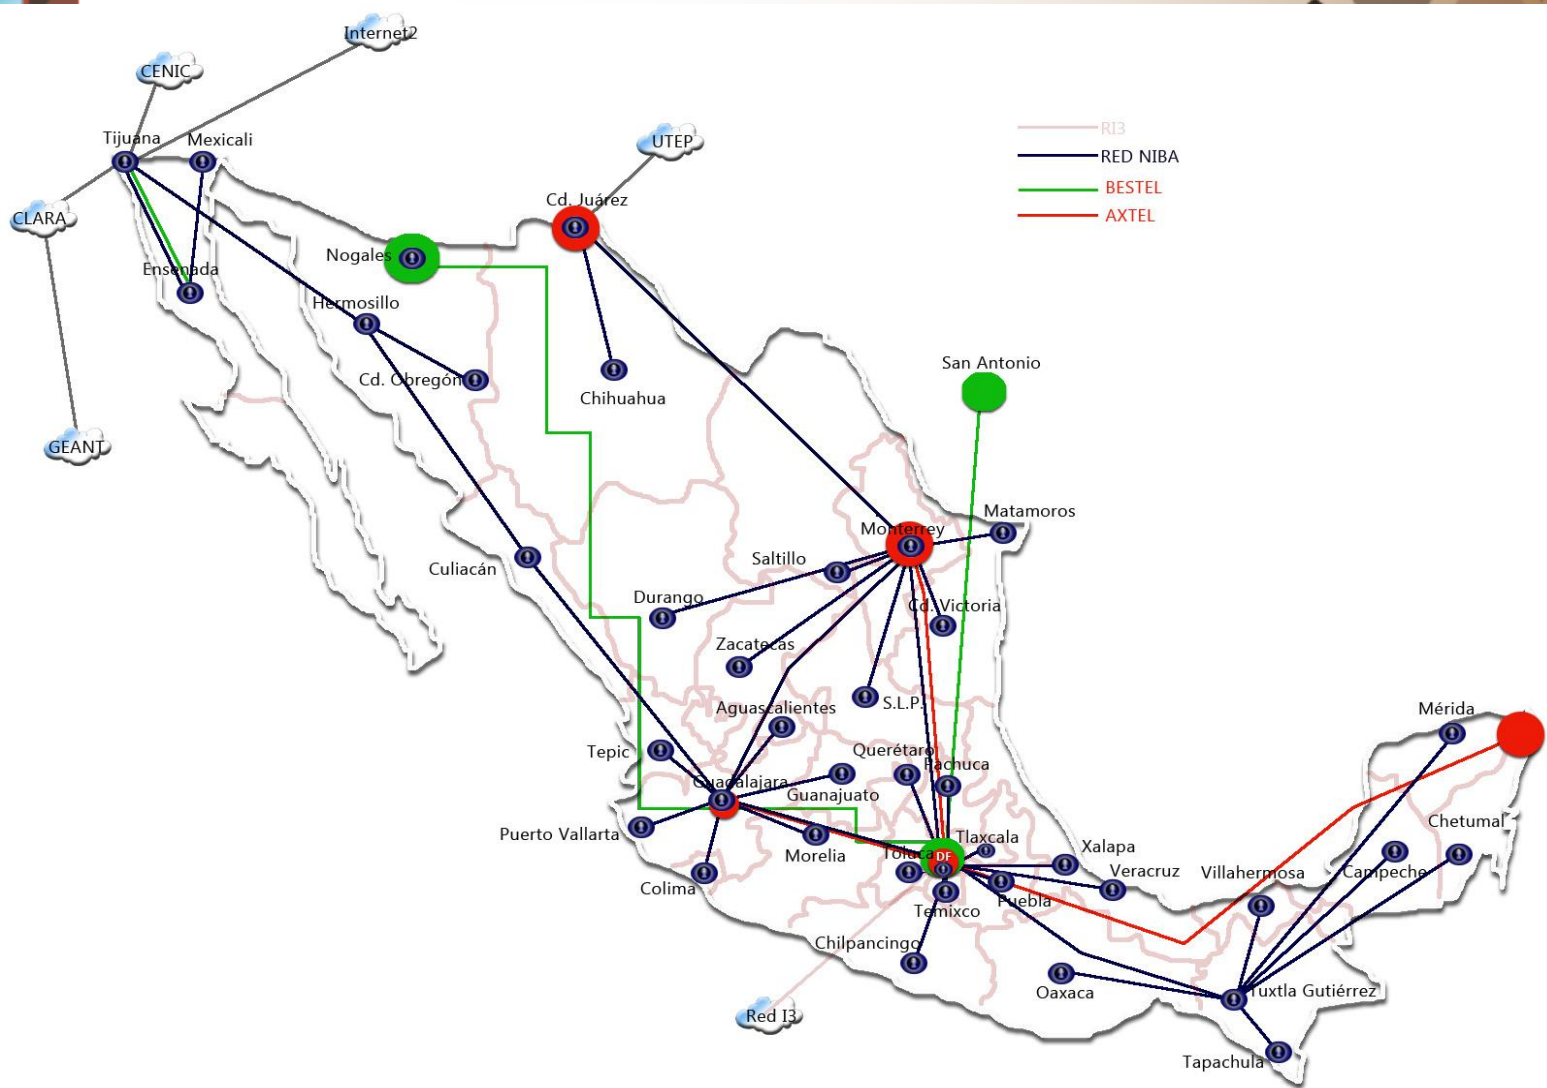 Internet2
CENIC
Tijuana
Mexicali
UTEP
RI3
RED NIBA
BESTEL
AXTEL
CLARA
Cd. Juárez
Nogales
Ensenada
Hermosillo
GEANT
Cd. Obregón
Chihuahua
San Antonio
Matamoros
Monterrey
Saltillo
Culiacán
Durango
Cd. Victoria
Zacatecas
S.L.P.
Aguascalientes
Mérida
Tepic
Querétaro
Pachuca
Guadalajara
Guanajuato
Puerto Vallarta
Morelia
Toluca
DF
Tlaxcala
Xalapa
Chetumal
Colima
Veracruz
Villahermosa
Campeche
Temixco
Puebla
Chilpancingo
Oaxaca
Tuxtla Gutiérrez
Red I3
Tapachula